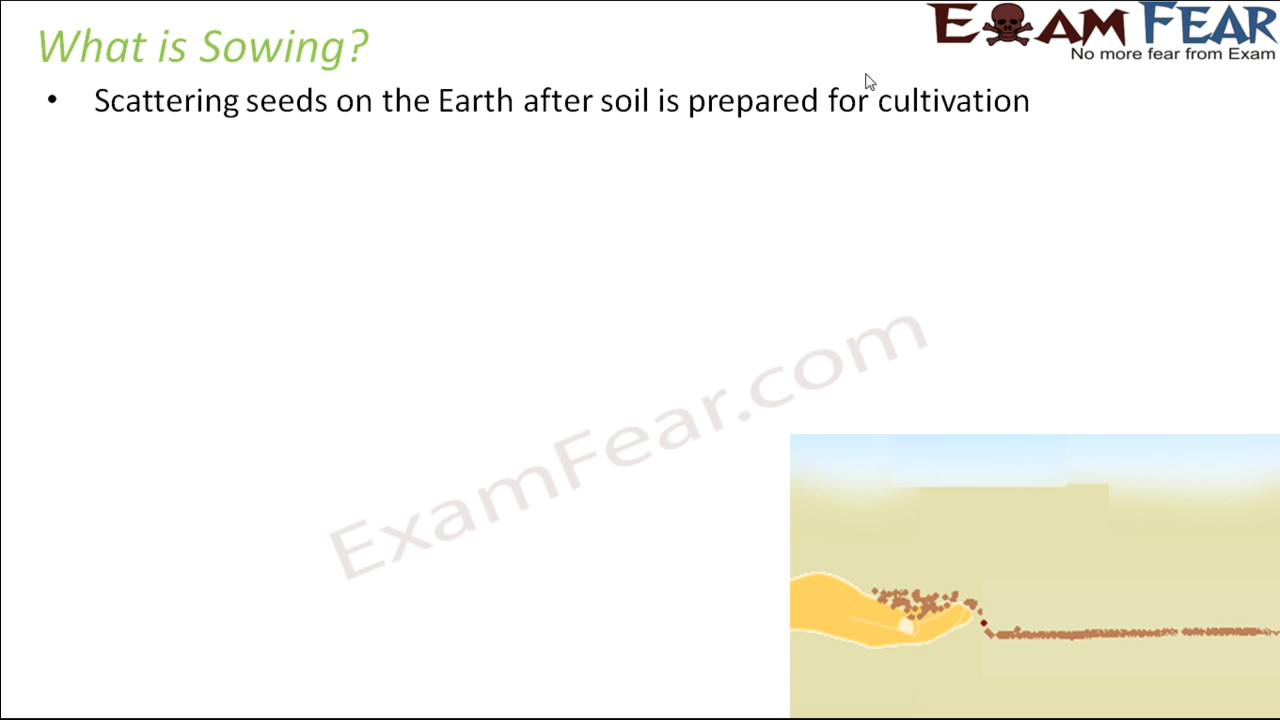 What is Sowing?
EXAM FEAR
No more fear from Exam
• Scattering seeds on the Earth after soil is prepared for cultivation
ExamFear.com